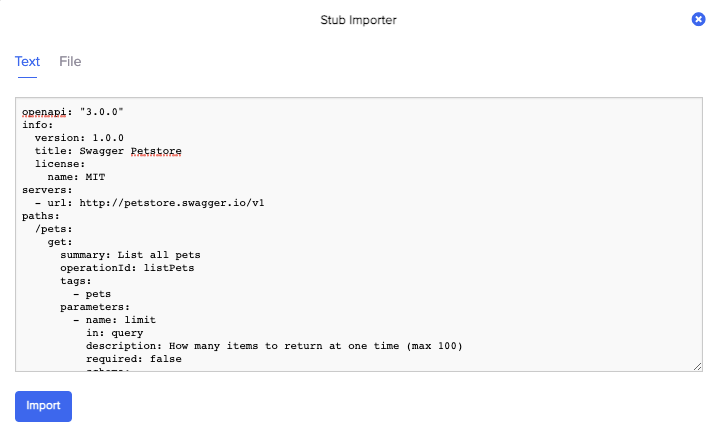 Stub Importer
Text File
openapi: "3.0.0"
info:
  version: 1.0.0
  title: Swagger Petstore
  license:
    name: MIT
servers:
  - url: http://petstore.swagger.io/v1
paths:
  /pets:
    get:
      summary: List all pets
      operationId: listPets
      tags:
        - pets
      parameters:
        - name: limit
          in: query
          description: How many items to return at one time (max 100)
          required: false
Import